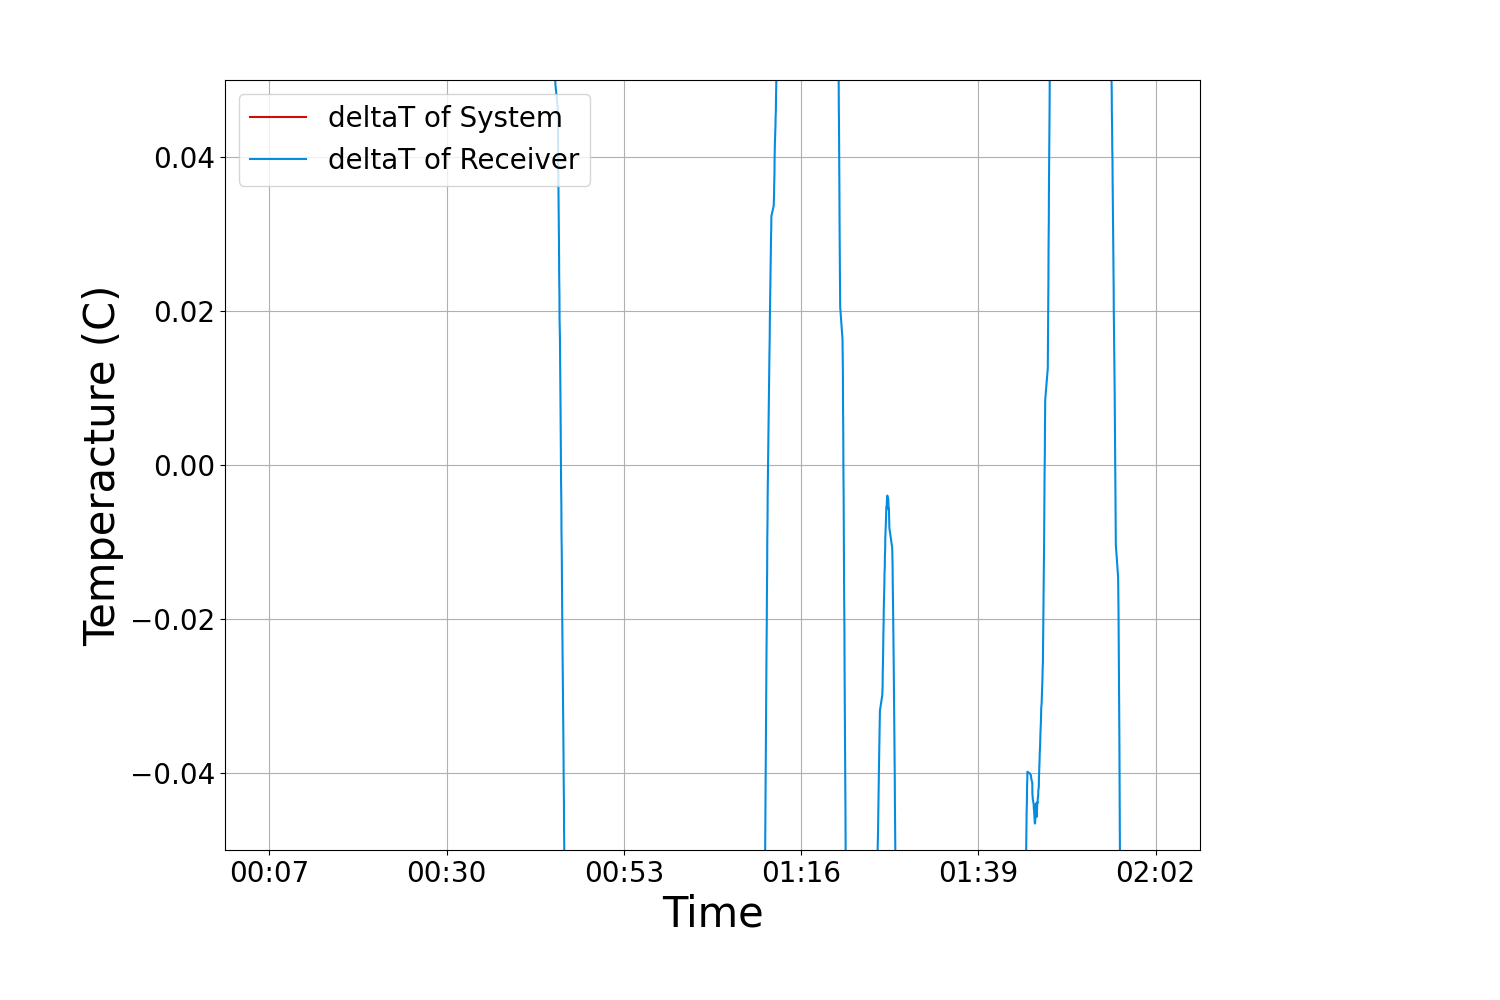 deltaT of System
deltaT of Receiver
Temperacture (C)
0.04
0.02
0.00
−0.02
−0.04
00:07 00:30 00:53 01:16 01:39 02:02
Time